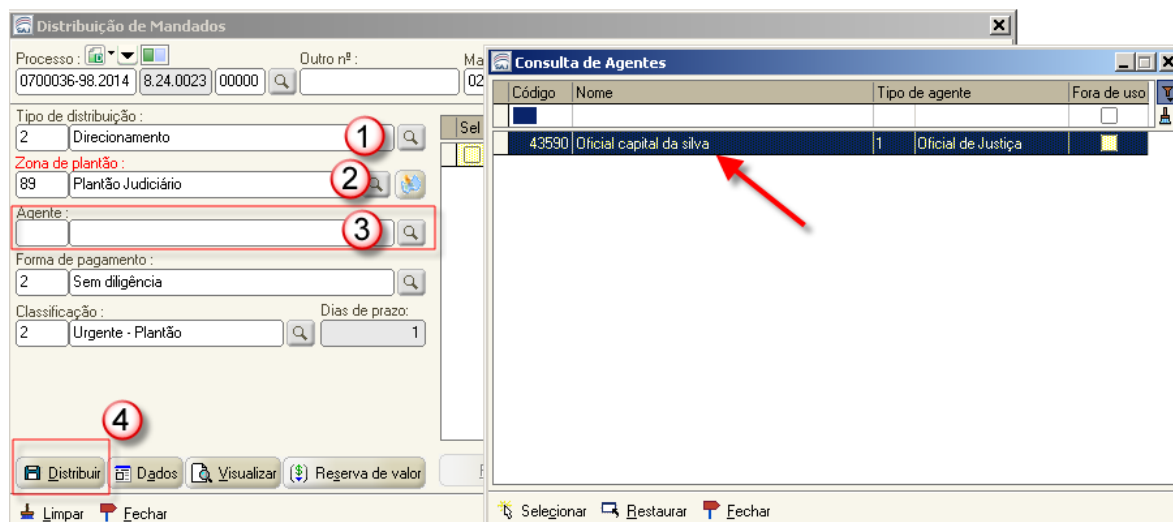 Distribuição de Mandados
Processo :
Outro nº :
Ma
0700036-98.2014 8.24.0023 00000
02
Tipo de distribuição :
2 Direcionamento
1
Sel
Zona de plantão :
89 Plantão Judiciário
2
Agente :
3
Forma de pagamento :
2 Sem diligência
Classificação :
Dias de prazo:
2 Urgente - Plantão
1
4
Distribuir Dados Visualizar Reserva de valor
Limpar Fechar
Consulta de Agentes
Código Nome Tipo de agente Fora de uso
43590 Oficial capital da silva 1 Oficial de Justiça
Selecionar Restaurar Fechar